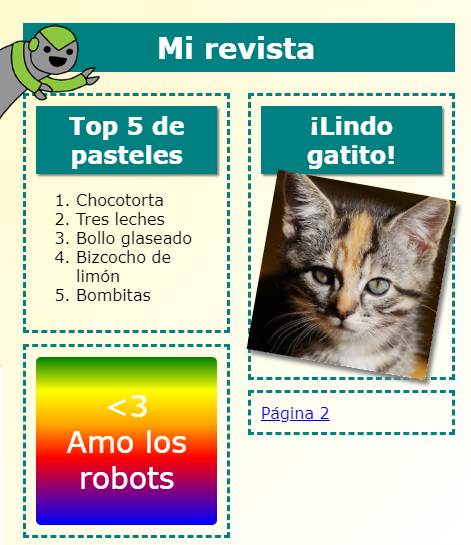 Mi revista
Top 5 de
pasteles
1. Chocotorta
2. Tres leches
3. Bollo glaseado
4. Bizcocho de
limón
5. Bombitas
<3
Amo los
robots
¡Lindo
gatito!
Página 2